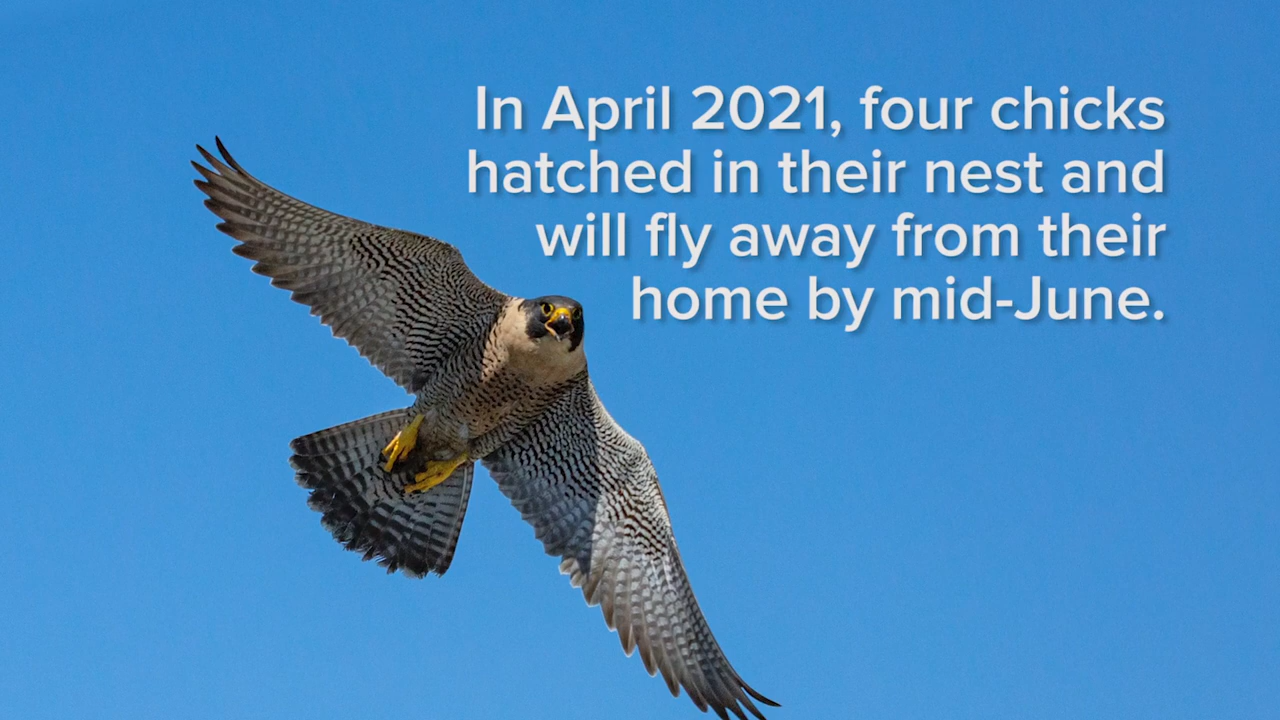 In April 2021, four chicks
hatched in their nest and
will fly away from their
home by mid-June.